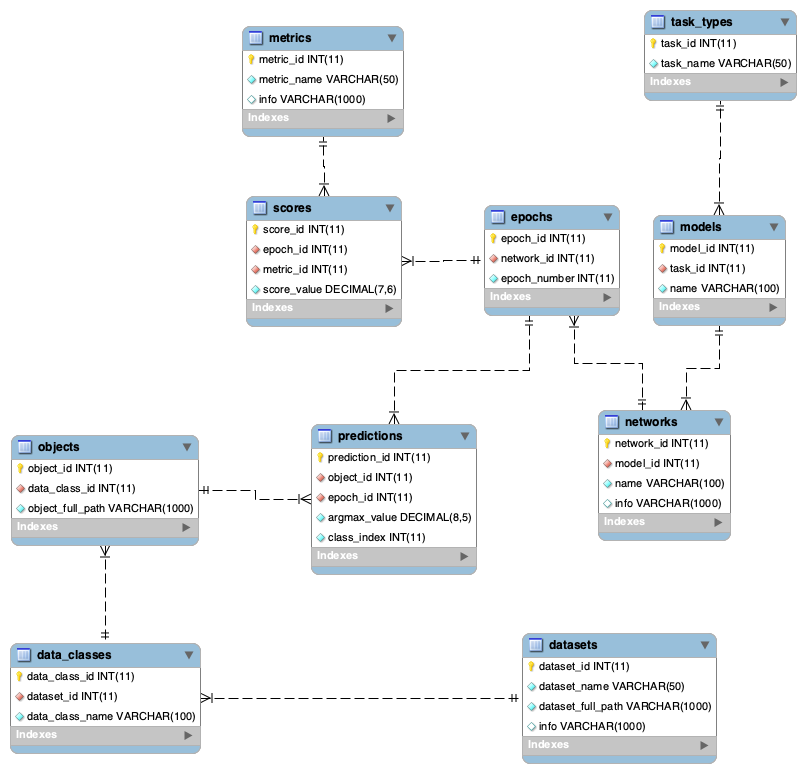 metrics
metric_id INT(11)
metric_name VARCHAR(50)
info VARCHAR(1000)
Indexes
task_types
task_id INT(11)
task_name VARCHAR(50)
Indexes
scores
score_id INT(11)
epoch_id INT(11)
metric_id INT(11)
score_value DECIMAL(7,6)
Indexes
epochs
epoch_id INT(11)
network_id INT(11)
epoch_number INT(11)
Indexes
models
model_id INT(11)
task_id INT(11)
name VARCHAR(100)
Indexes
objects
object_id INT(11)
data_class_id INT(11)
object_full_path VARCHAR(1000)
Indexes
predictions
prediction_id INT(11)
object_id INT(11)
epoch_id INT(11)
argmax_value DECIMAL(8,5)
class_index INT(11)
Indexes
networks
network_id INT(11)
model_id INT(11)
name VARCHAR(100)
info VARCHAR(1000)
Indexes
data_classes
data_class_id INT(11)
dataset_id INT(11)
data_class_name VARCHAR(100)
Indexes
datasets
dataset_id INT(11)
dataset_name VARCHAR(50)
dataset_full_path VARCHAR(1000)
info VARCHAR(1000)
Indexes